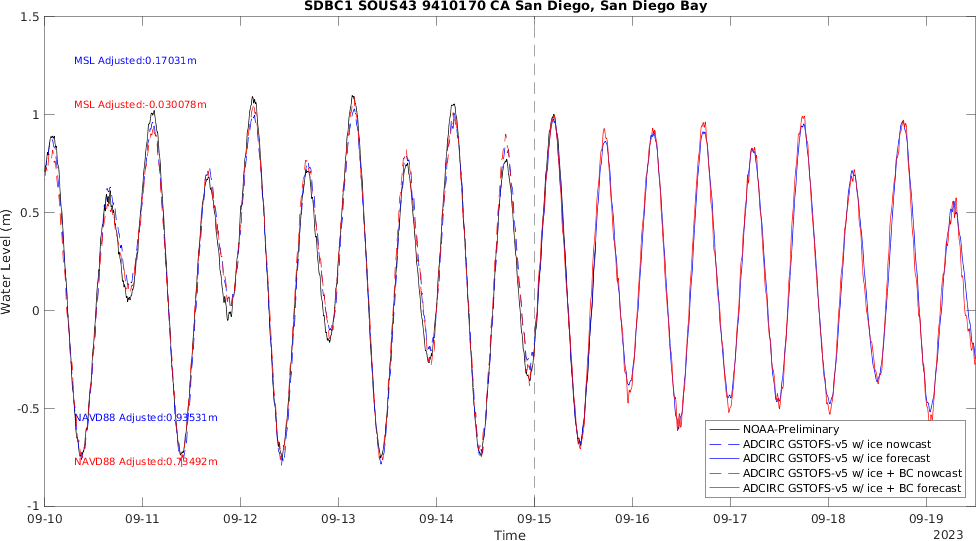 SDBC1 SOUS43 9410170 CA San Diego, San Diego Bay
1.5
1
0.5
0
-0.5
-1
Water Level (m)
MSL Adjusted:0.17031m
MSL Adjusted:-0.030078m
NAVD88 Adjusted:0.93531m
NAVD88 Adjusted:0.73492m
NOAA-Preliminary
ADCIRC GSTOFS-v5 w/ ice nowcast
ADCIRC GSTOFS-v5 w/ ice forecast
ADCIRC GSTOFS-v5 w/ ice + BC nowcast
ADCIRC GSTOFS-v5 w/ ice + BC forecast
09-10 09-11 09-12 09-13 09-14 09-15 09-16 09-17 09-18 09-19
Time
2023